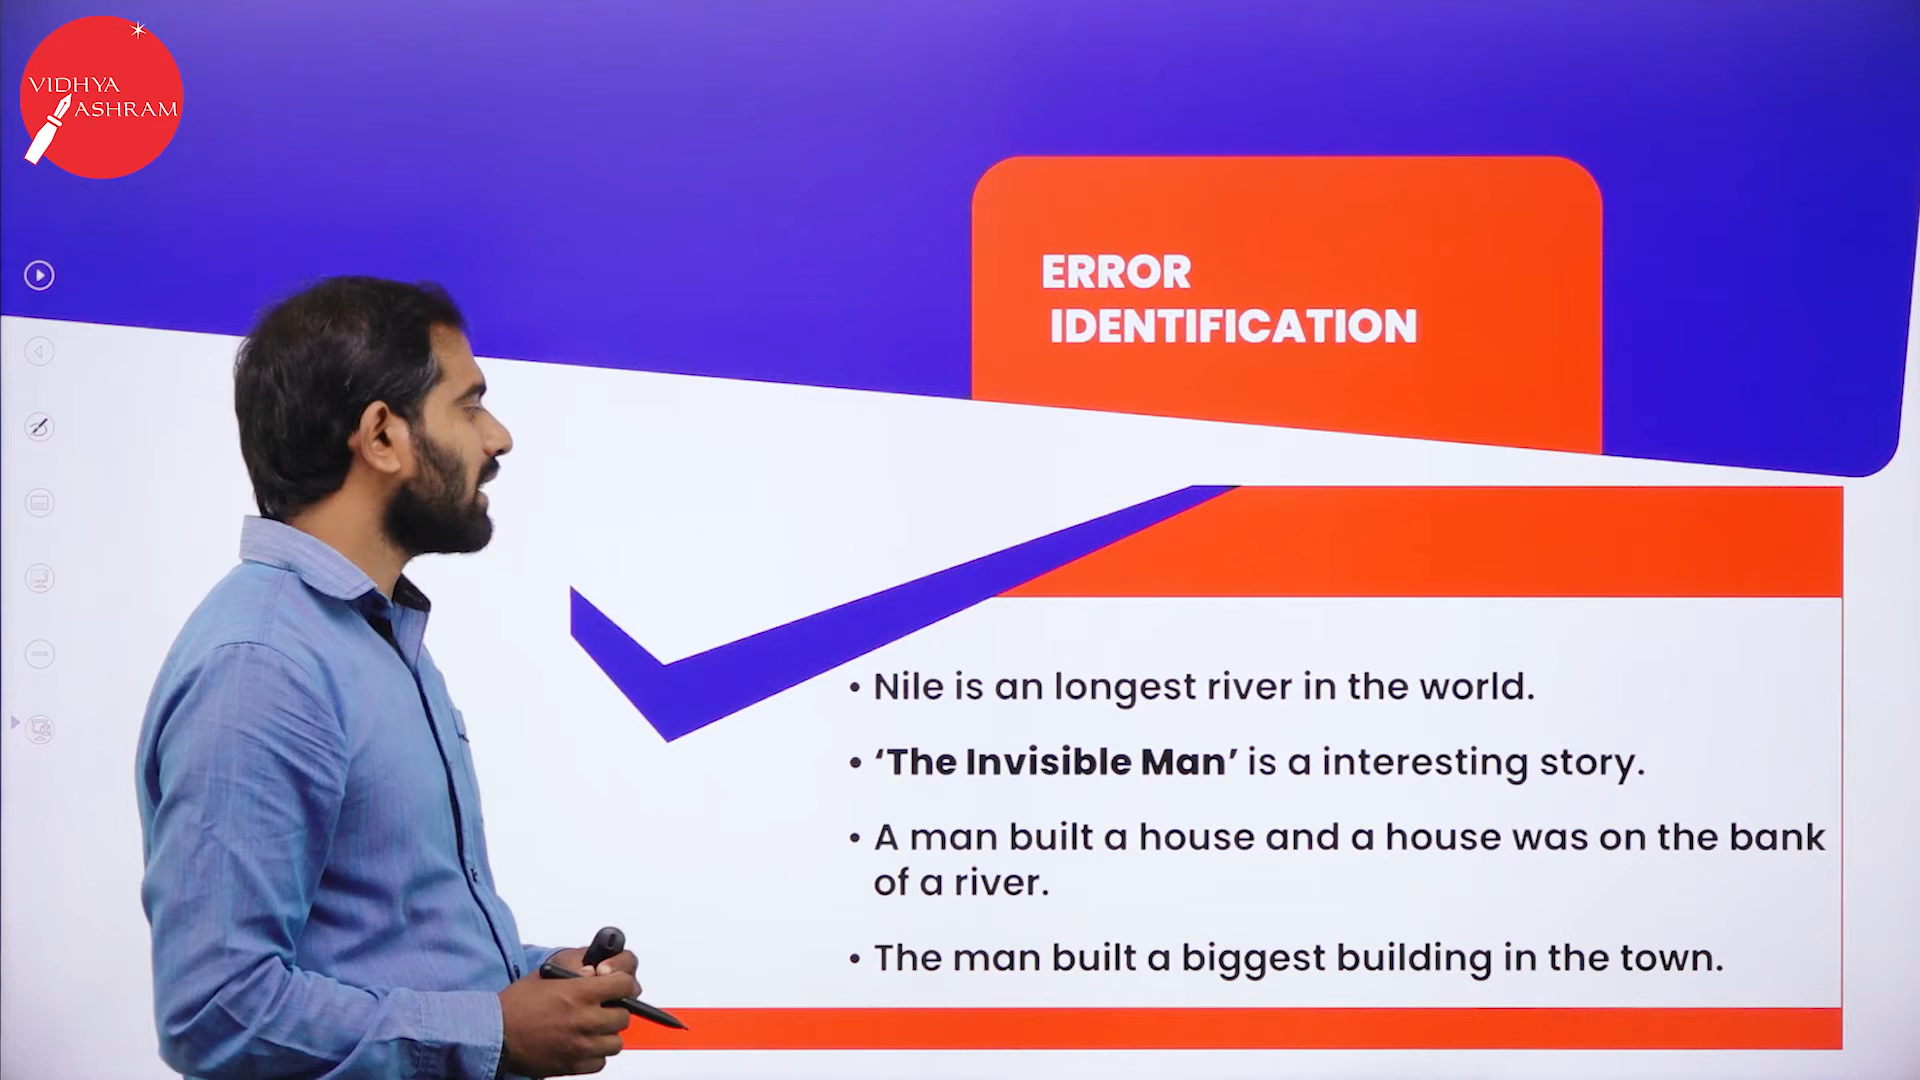 VIDHYA
ASHRAM
ERROR
IDENTIFICATION
• Nile is an longest river in the world.
• ‘The Invisible Man’ is a interesting story.
• A man built a house and a house was on the bank
of a river.
• The man built a biggest building in the town.